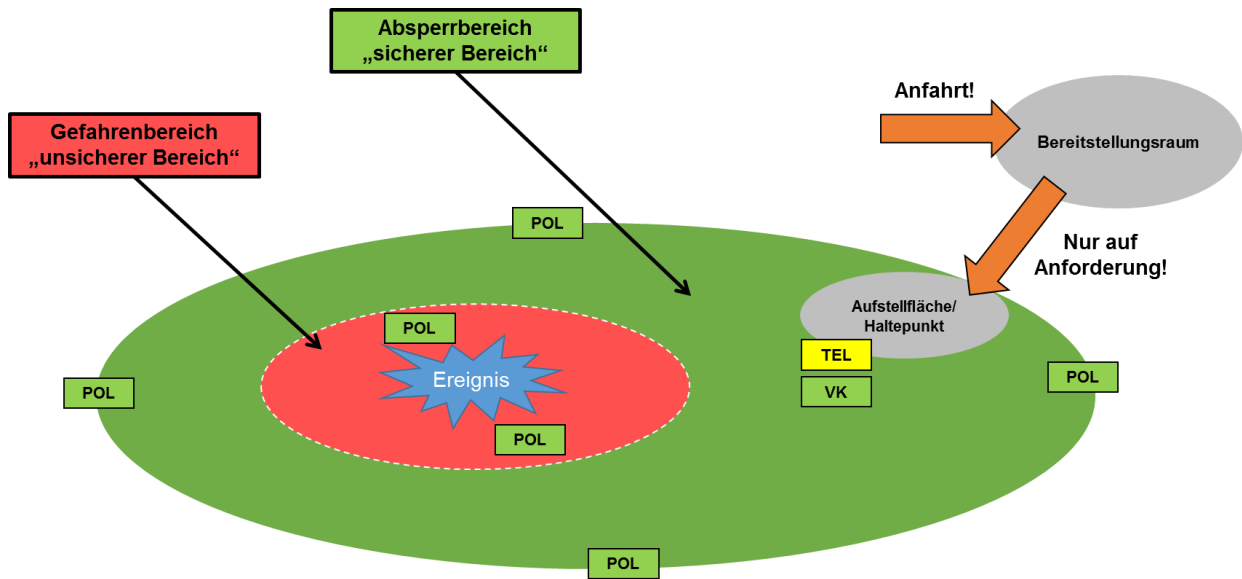 Absperrbereich
„sicherer Bereich“
Anfahrt!
Gefahrenbereich
„unsicherer Bereich“
Bereitstellungsraum
POL
Nur auf
Anforderung!
Aufstellfläche/
Haltepunkt
POL
TEL
Ereignis
POL
POL
VK
POL
POL